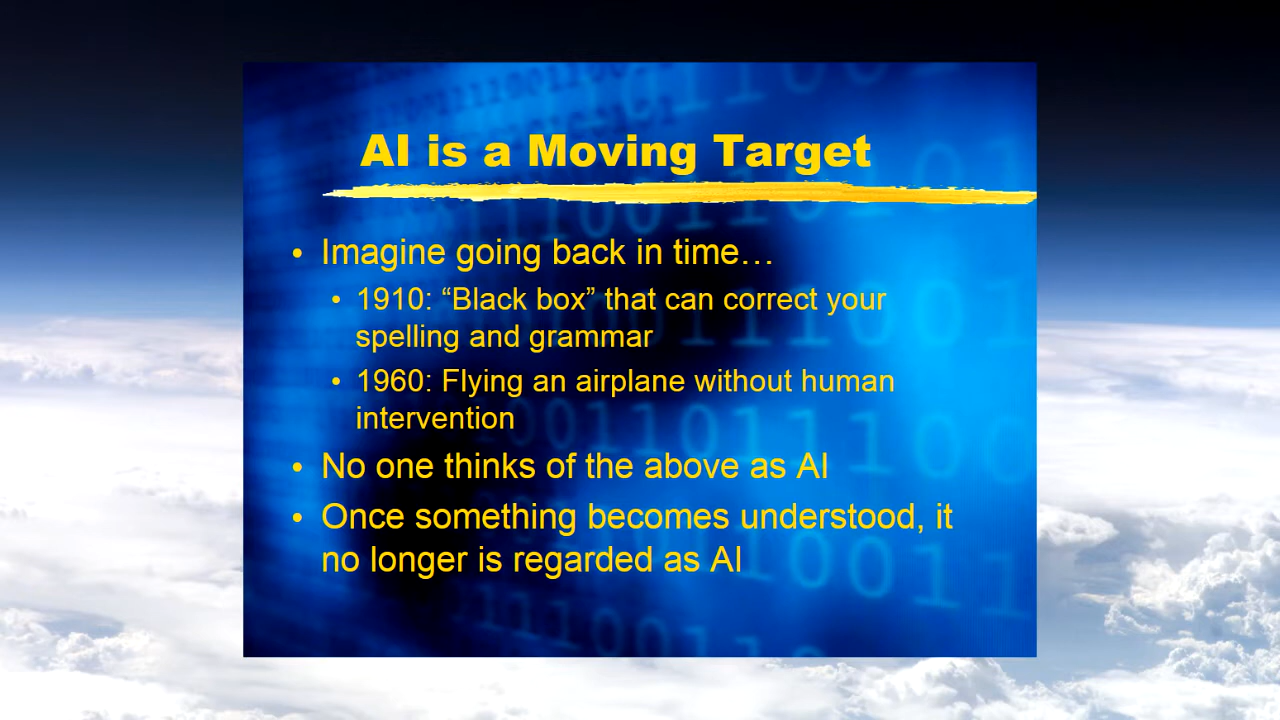 AI is a Moving Target
• Imagine going back in time…
• 1910: “Black box” that can correct your
spelling and grammar
• 1960: Flying an airplane without human
intervention
• No one thinks of the above as AI
• Once something becomes understood, it
no longer is regarded as AI